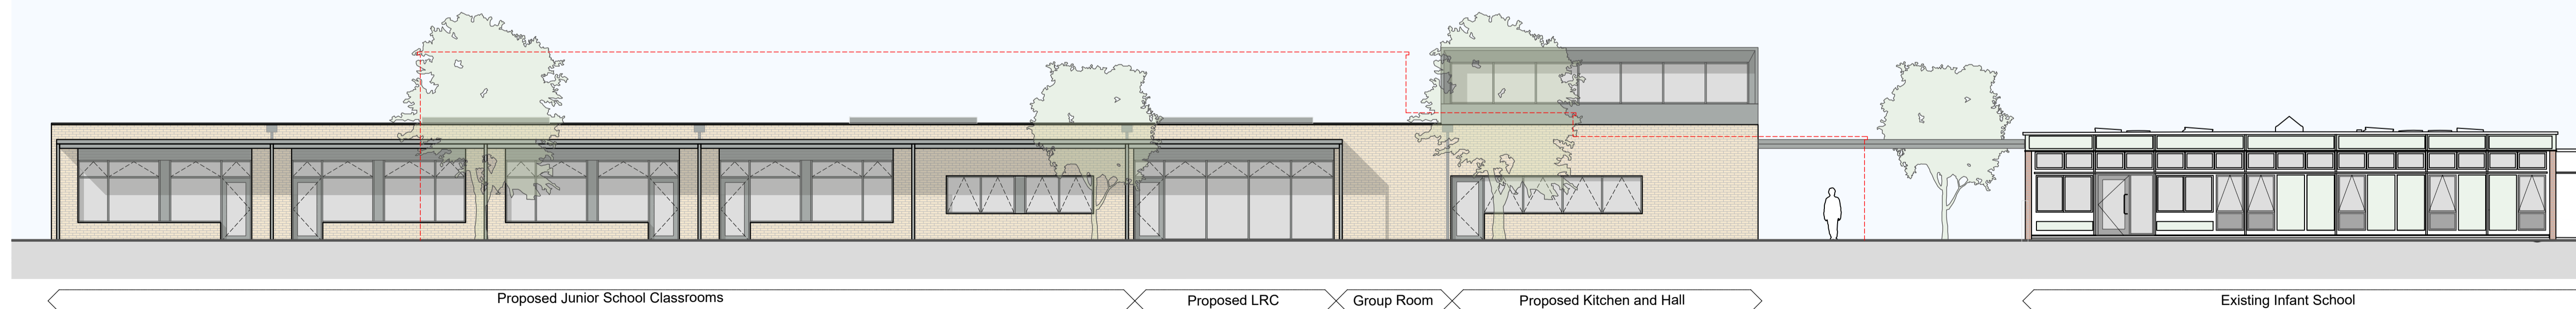 Proposed Junior School Classrooms
Proposed LRC
Group Room
Proposed Kitchen and Hall
Existing Infant School